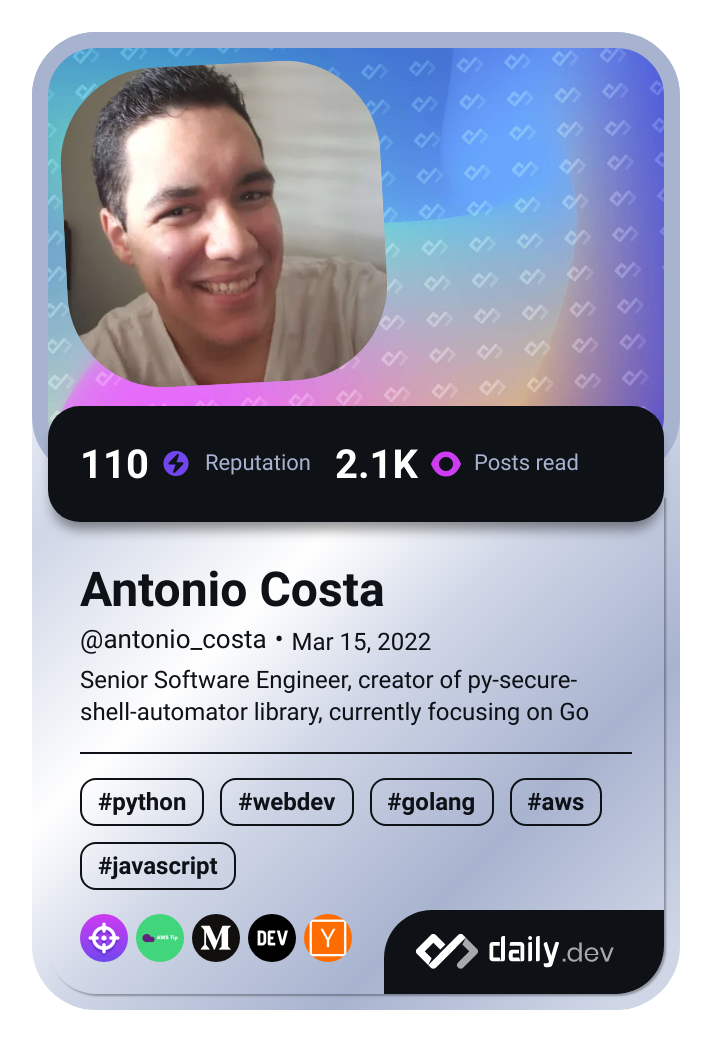 110 Reputation 2.1K Posts read
Antonio Costa
@antonio_costa • Mar 15, 2022
Senior Software Engineer, creator of py-secure-
shell-automator library, currently focusing on Go
#python #webdev #golang #aws
#javascript
AWS Tip M DEV Y
daily.dev